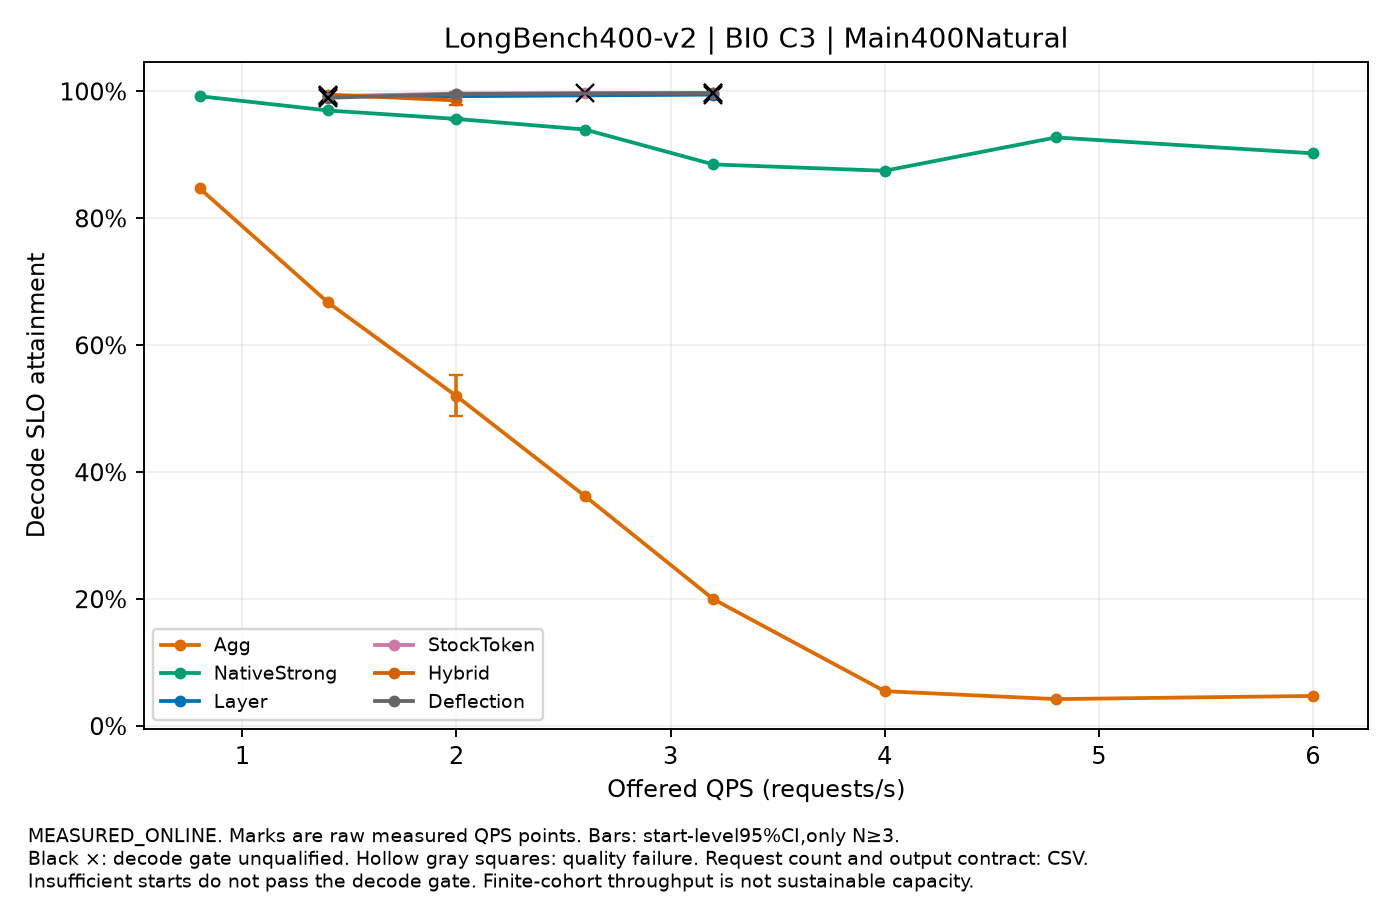 LongBench400-v2 | BI0 C3 | Main400Natural
100%
80%
60%
40%
20%
0%
Decode SLO attainment
Agg
NativeStrong
Layer
StockToken
Hybrid
Deflection
1 2 3 4 5 6
Offered QPS (requests/s)
MEASURED_ONLINE. Marks are raw measured QPS points. Bars: start-level95%CI,only N≥3.
Black ×: decode gate unqualified. Hollow gray squares: quality failure. Request count and output contract: CSV.
Insufficient starts do not pass the decode gate. Finite-cohort throughput is not sustainable capacity.